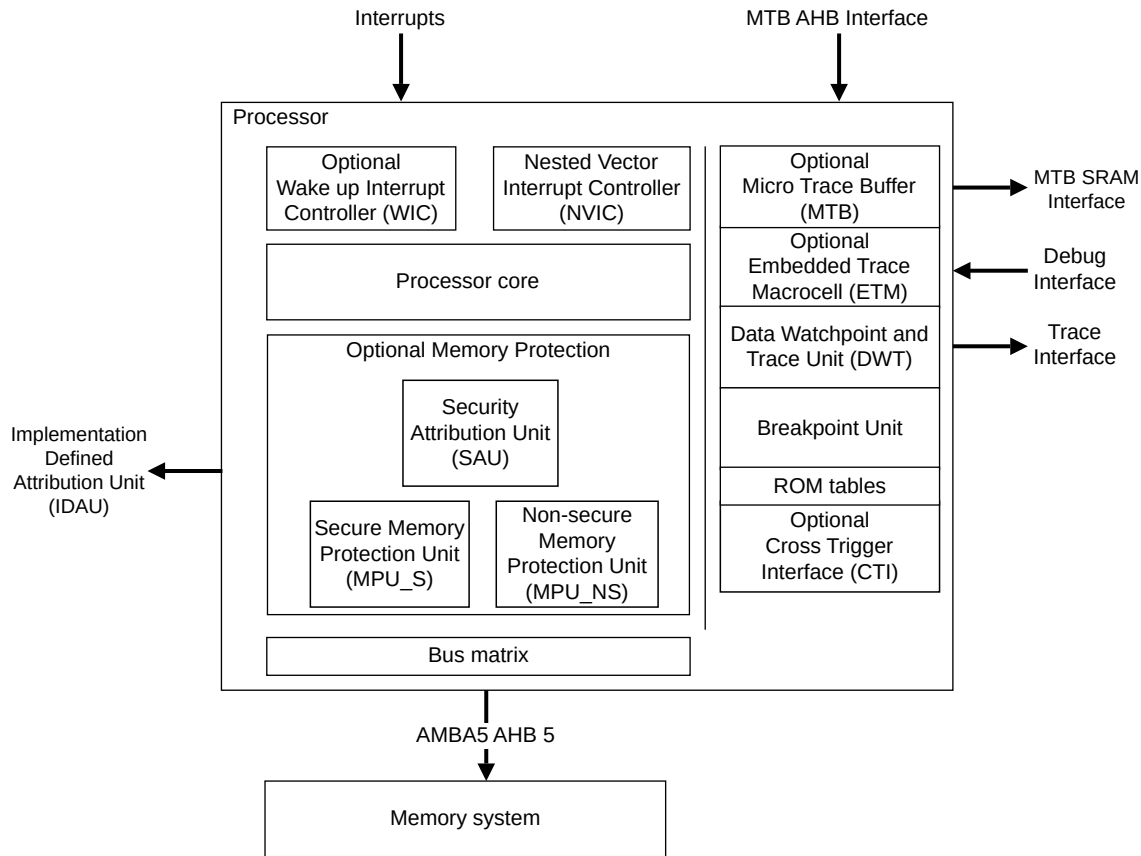 Interrupts
MTB AHB Interface
Processor
Optional
Wake up Interrupt
Controller (WIC)
Nested Vector
Interrupt Controller
(NVIC)
Processor core
Optional Memory Protection
Security
Attribution Unit
(SAU)
Secure Memory
Protection Unit
(MPU_S)
Non-secure
Memory
Protection Unit
(MPU_NS)
Bus matrix
Optional
Micro Trace Buffer
(MTB)
Optional
Embedded Trace
Macrocell (ETM)
Data Watchpoint and
Trace Unit (DWT)
Breakpoint Unit
ROM tables
Optional
Cross Trigger
Interface (CTI)
MTB SRAM
Interface
Debug
Interface
Trace
Interface
Implementation
Defined
Attribution Unit
(IDAU)
AMBA5 AHB 5
Memory system